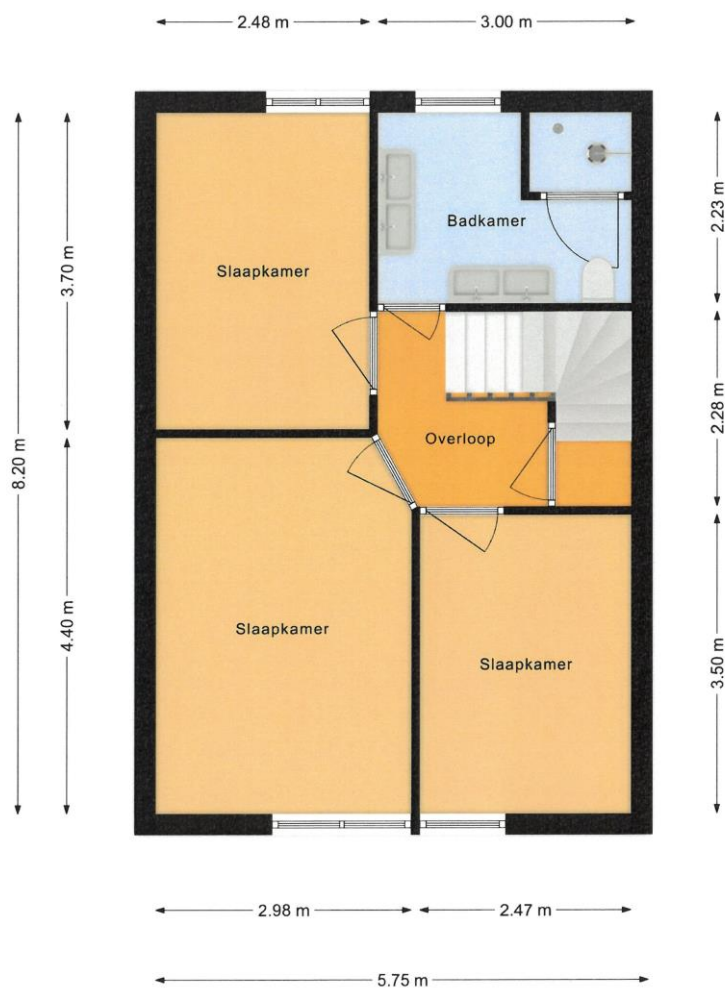 2.48 m
3.00 m
8.20 m
3.70 m
4.40 m
Slaapkamer
Badkamer
Overloop
Slaapkamer
Slaapkamer
2.23 m
2.28 m
3.50 m
2.98 m
2.47 m
5.75 m